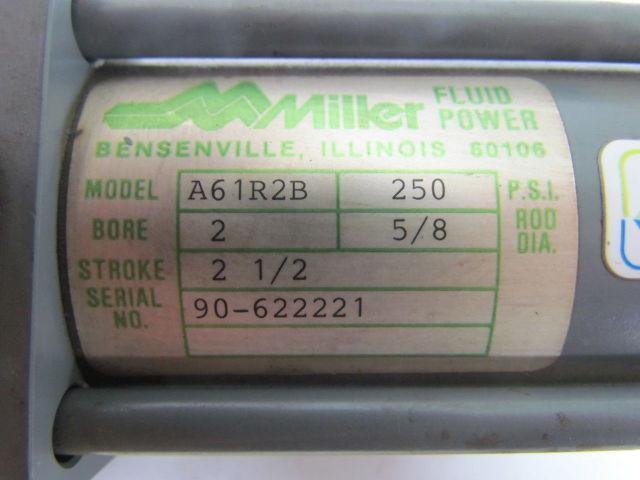 Miller FLUID POWER
BENSENVILLE, ILLINOIS 60106
MODEL A61R2B 250 P.S.I.
BORE 2 5/8 ROD DIA.
STROKE 2 1/2
SERIAL NO. 90-622221